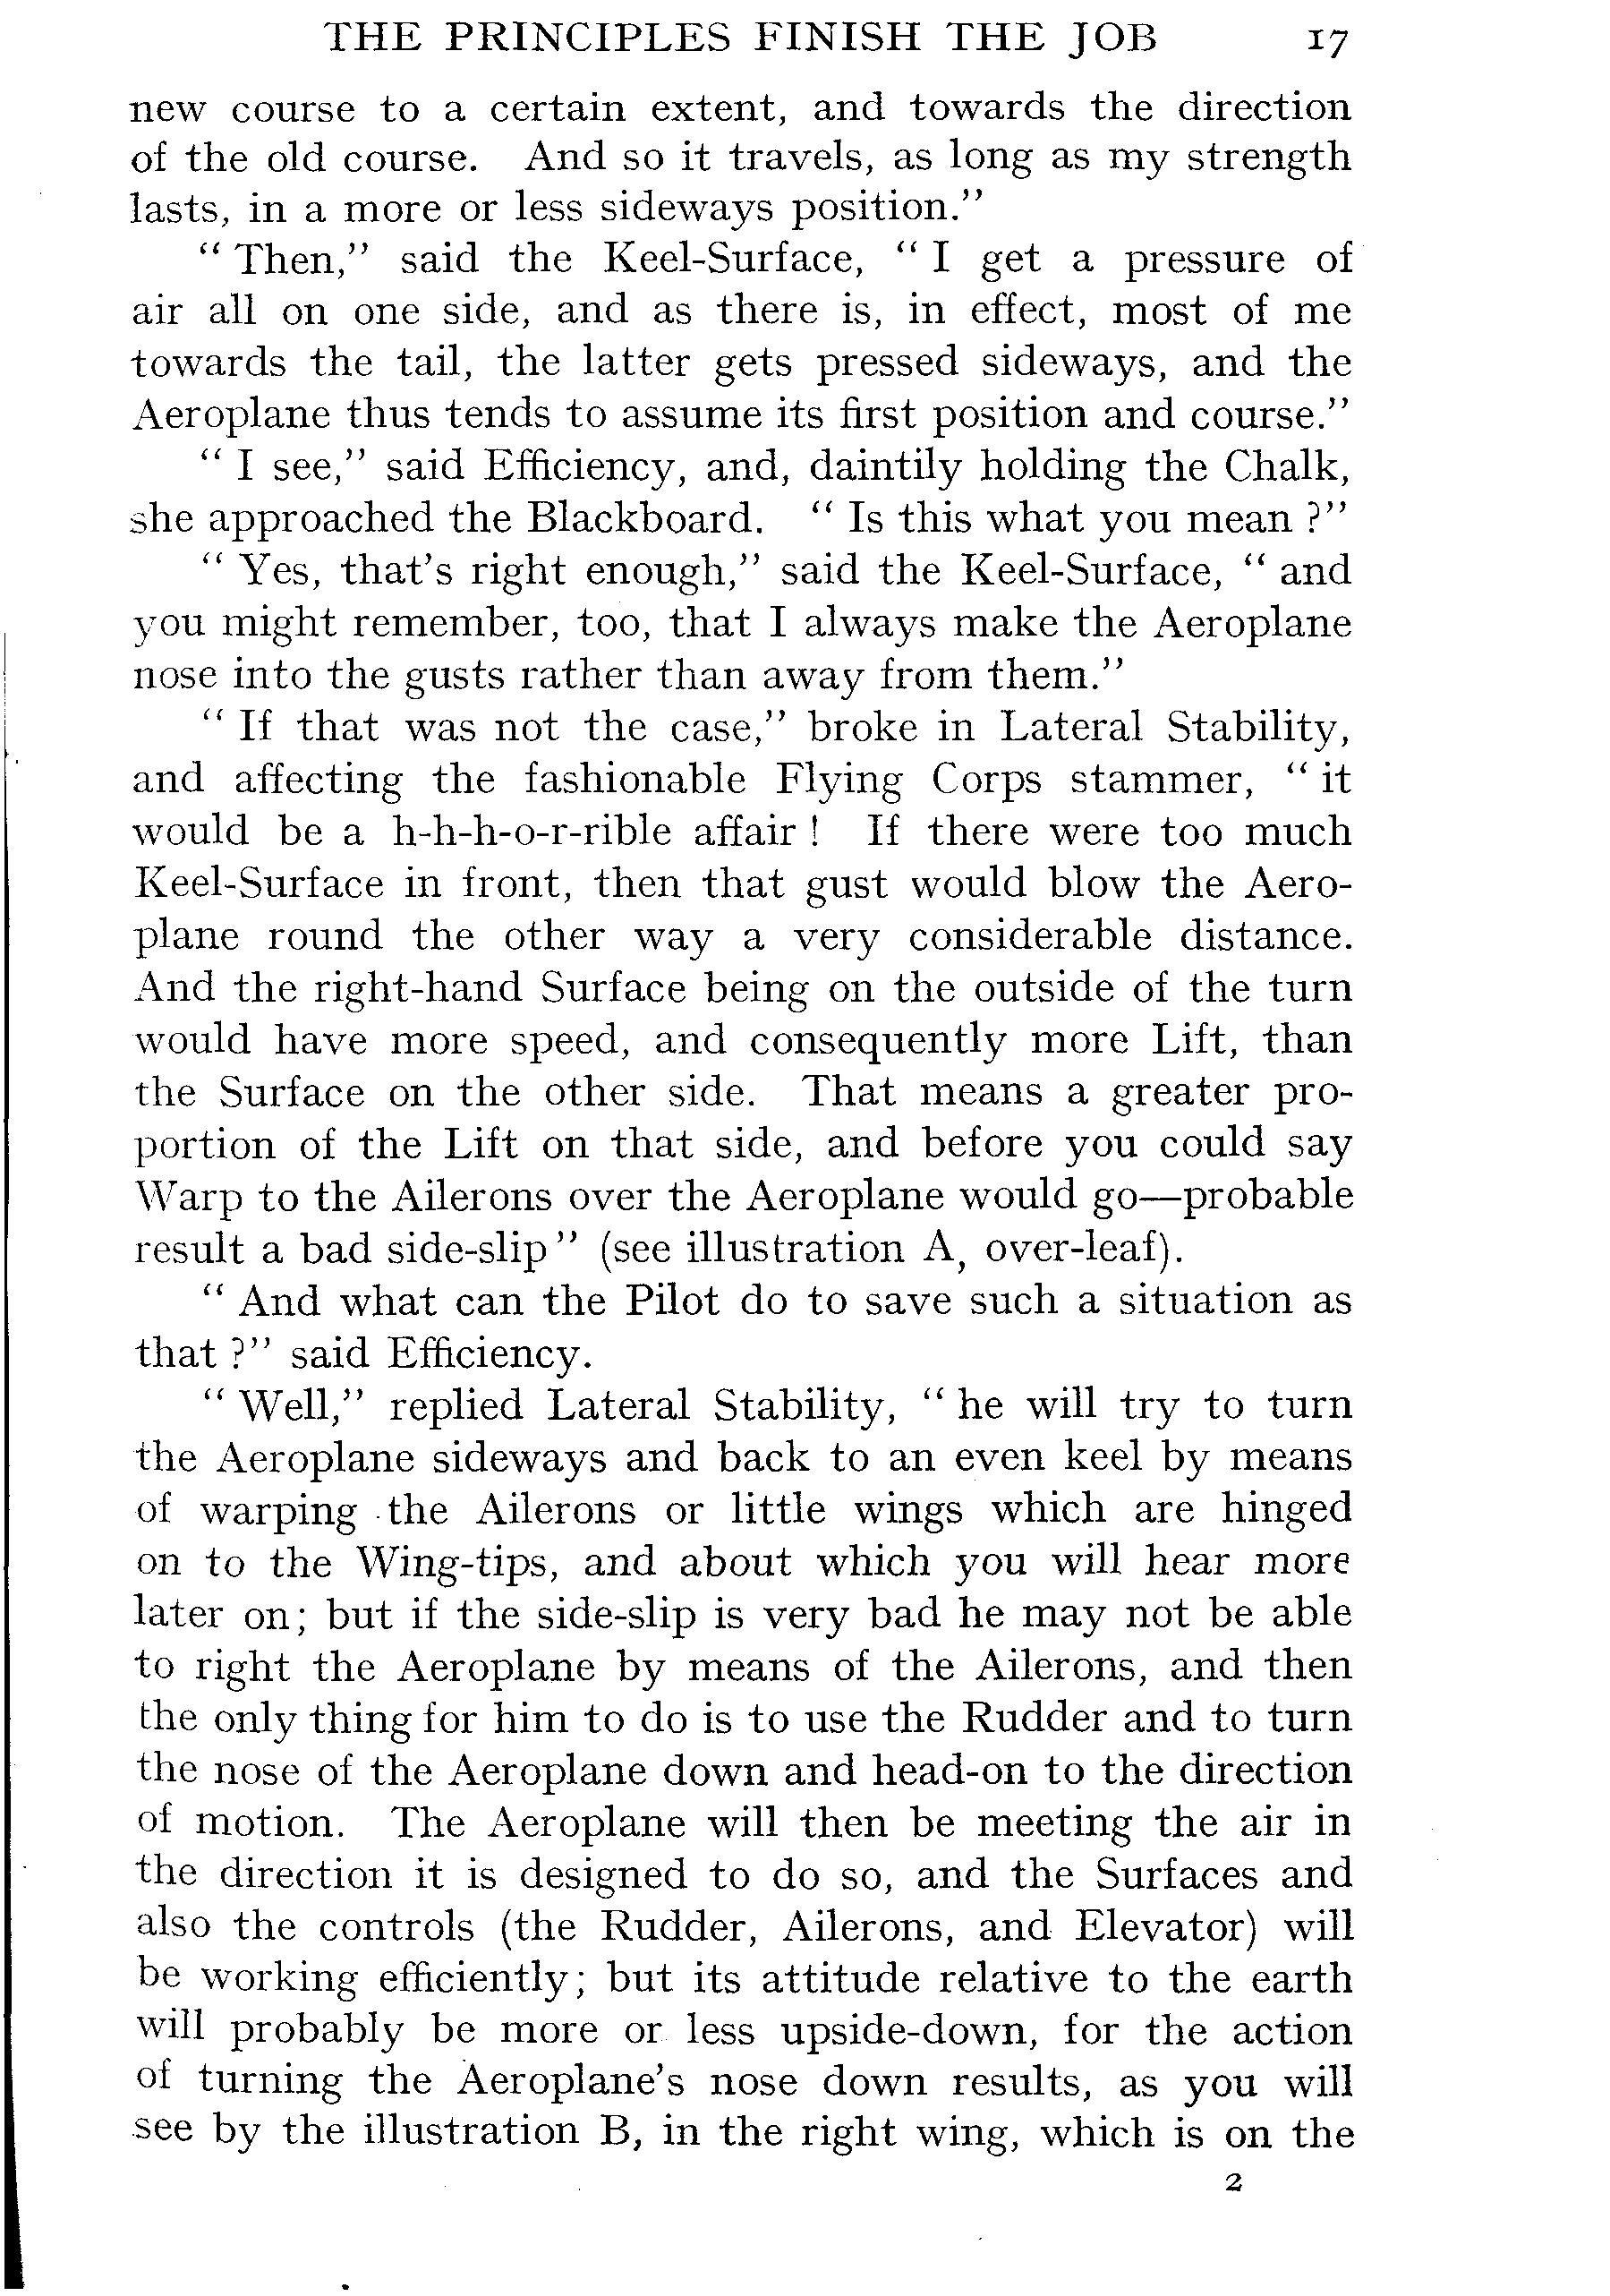 THE PRINCIPLES FINISH THE JOB 17
new course to a certain extent, and towards the direction
of the old course. And so it travels, as long as my strength
lasts, in a more or less sideways position.”
“ Then,” said the Keel-Surface, “ I get a pressure of
air all on one side, and as there is, in effect, most of me
towards the tail, the latter gets pressed sideways, and the
Aeroplane thus tends to assume its first position and course.”
“ I see,” said Efficiency, and, daintily holding the Chalk,
she approached the Blackboard. “ Is this what you mean ?”
“ Yes, that’s right enough,” said the Keel-Surface, “ and
you might remember, too, that I always make the Aeroplane
nose into the gusts rather than away from them.”
“ If that was not the case,” broke in Lateral Stability,
and affecting the fashionable Flying Corps stammer, “ it
would be a h-h-h-o-r-rible affair ! If there were too much
Keel-Surface in front, then that gust would blow the Aero-
plane round the other way a very considerable distance.
And the right-hand Surface being on the outside of the turn
would have more speed, and consequently more Lift, than
the Surface on the other side. That means a greater pro-
portion of the Lift on that side, and before you could say
Warp to the Ailerons over the Aeroplane would go—probable
result a bad side-slip ” (see illustration A, over-leaf).
“ And what can the Pilot do to save such a situation as
that ?” said Efficiency.
“ Well,” replied Lateral Stability, “ he will try to turn
the Aeroplane sideways and back to an even keel by means
of warping the Ailerons or little wings which are hinged
on to the Wing-tips, and about which you will hear more
later on; but if the side-slip is very bad he may not be able
to right the Aeroplane by means of the Ailerons, and then
the only thing for him to do is to use the Rudder and to turn
the nose of the Aeroplane down and head-on to the direction
of motion. The Aeroplane will then be meeting the air in
the direction it is designed to do so, and the Surfaces and
also the controls (the Rudder, Ailerons, and Elevator) will
be working efficiently; but its attitude relative to the earth
will probably be more or less upside-down, for the action
of turning the Aeroplane’s nose down results, as you will
see by the illustration B, in the right wing, which is on the
2